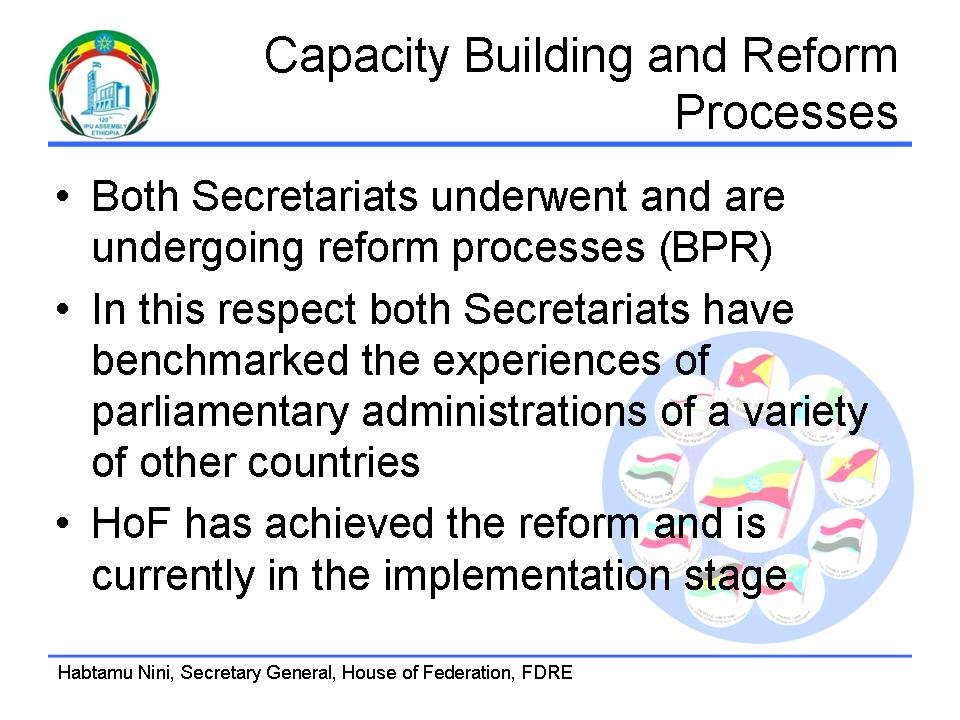 Capacity Building and Reform
Processes
120th
IPU ASSEMBLY
ETHIOPIA
• Both Secretariats underwent and are
undergoing reform processes (BPR)
• In this respect both Secretariats have
benchmarked the experiences of
parliamentary administrations of a variety
of other countries
• HoF has achieved the reform and is
currently in the implementation stage
Habtamu Nini, Secretary General, House of Federation, FDRE